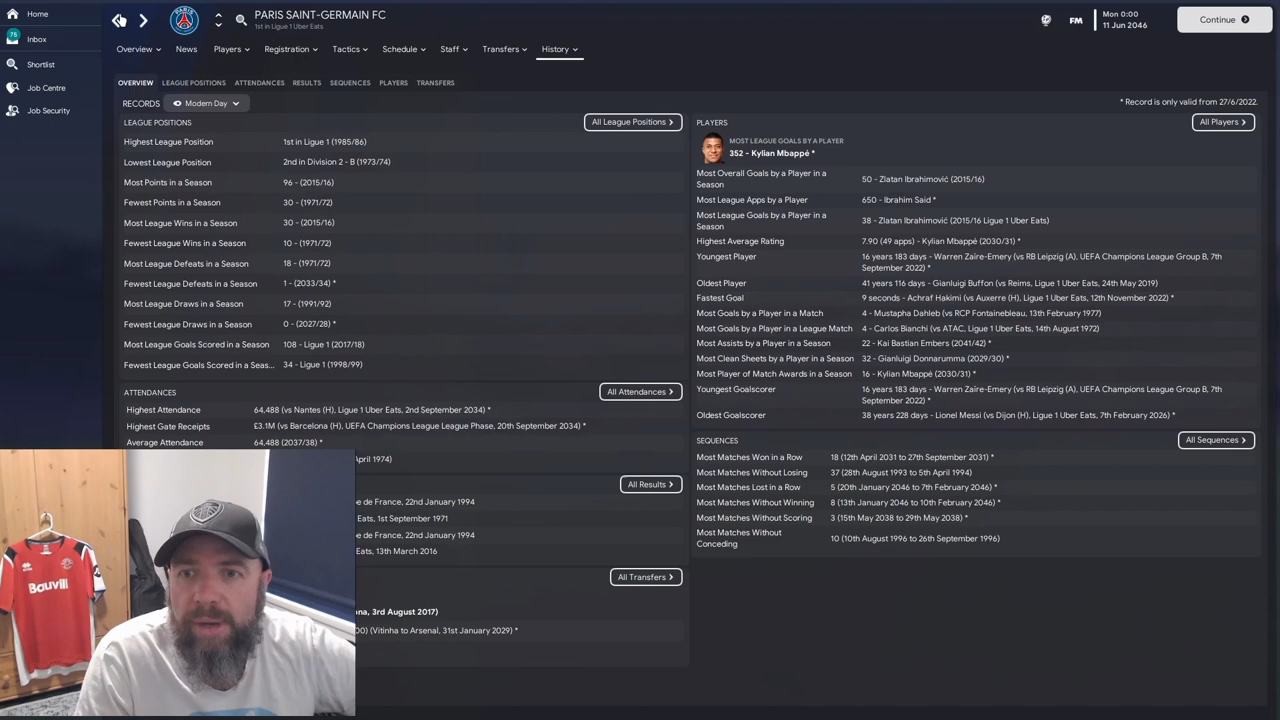 Home
PARIS SAINT-GERMAIN FC
1st in Ligue 1 Uber Eats
FM
Mon 0:00
11 Jun 2046
Continue
75
Inbox
Shortlist
Job Centre
Job Security
Overview
News
Players
Registration
Tactics
Schedule
Staff
Transfers
History
OVERVIEW
LEAGUE POSITIONS
ATTENDANCES
RESULTS
SEQUENCES
PLAYERS
TRANSFERS
RECORDS
Modern Day
* Record is only valid from 27/6/2022.
LEAGUE POSITIONS
All League Positions
Highest League Position 1st in Ligue 1 (1985/86)
Lowest League Position 2nd in Division 2 - B (1973/74)
Most Points in a Season 96 - (2015/16)
Fewest Points in a Season 30 - (1971/72)
Most League Wins in a Season 30 - (2015/16)
Fewest League Wins in a Season 10 - (1971/72)
Most League Defeats in a Season 18 - (1971/72)
Fewest League Defeats in a Season 1 - (2033/34) *
Most League Draws in a Season 17 - (1991/92)
Fewest League Draws in a Season 0 - (2027/28) *
Most League Goals Scored in a Season 108 - Ligue 1 (2017/18)
Fewest League Goals Scored in a Seas... 34 - Ligue 1 (1998/99)
ATTENDANCES
All Attendances
Highest Attendance 64,488 (vs Nantes (H), Ligue 1 Uber Eats, 2nd September 2034) *
Highest Gate Receipts £3.1M (vs Barcelona (H), UEFA Champions League League Phase, 20th September 2034) *
Average Attendance 64,488 (2037/38) *
April 1974)
All Results
e de France, 22nd January 1994
Eats, 1st September 1971
e de France, 22nd January 1994
Eats, 13th March 2016
All Transfers
ona, 3rd August 2017)
00) (Vitinha to Arsenal, 31st January 2029) *
PLAYERS
All Players
MOST LEAGUE GOALS BY A PLAYER
352 - Kylian Mbappé *
Most Overall Goals by a Player in a
Season
50 - Zlatan Ibrahimović (2015/16)
Most League Apps by a Player 650 - Ibrahim Said *
Most League Goals by a Player in a
Season
38 - Zlatan Ibrahimović (2015/16 Ligue 1 Uber Eats)
Highest Average Rating 7.90 (49 apps) - Kylian Mbappé (2030/31) *
Youngest Player 16 years 183 days - Warren Zaïre-Emery (vs RB Leipzig (A), UEFA Champions League Group B, 7th
September 2022) *
Oldest Player 41 years 116 days - Gianluigi Buffon (vs Reims, Ligue 1 Uber Eats, 24th May 2019)
Fastest Goal 9 seconds - Achraf Hakimi (vs Auxerre (H), Ligue 1 Uber Eats, 12th November 2022) *
Most Goals by a Player in a Match 4 - Mustapha Dahleb (vs RCP Fontainebleau, 13th February 1977)
Most Goals by a Player in a League Match 4 - Carlos Bianchi (vs ATAC, Ligue 1 Uber Eats, 14th August 1972)
Most Assists by a Player in a Season 22 - Kai Bastian Embers (2041/42) *
Most Clean Sheets by a Player in a Season 32 - Gianluigi Donnarumma (2029/30) *
Most Player of Match Awards in a Season 16 - Kylian Mbappé (2030/31) *
Youngest Goalscorer 16 years 183 days - Warren Zaïre-Emery (vs RB Leipzig (A), UEFA Champions League Group B, 7th
September 2022) *
Oldest Goalscorer 38 years 228 days - Lionel Messi (vs Dijon (H), Ligue 1 Uber Eats, 7th February 2026) *
SEQUENCES
All Sequences
Most Matches Won in a Row 18 (12th April 2031 to 27th September 2031) *
Most Matches Without Losing 37 (28th August 1993 to 5th April 1994)
Most Matches Lost in a Row 5 (20th January 2046 to 7th February 2046) *
Most Matches Without Winning 8 (13th January 2046 to 10th February 2046) *
Most Matches Without Scoring 3 (15th May 2038 to 29th May 2038) *
Most Matches Without
Conceding
10 (10th August 1996 to 26th September 1996)
Bauvill